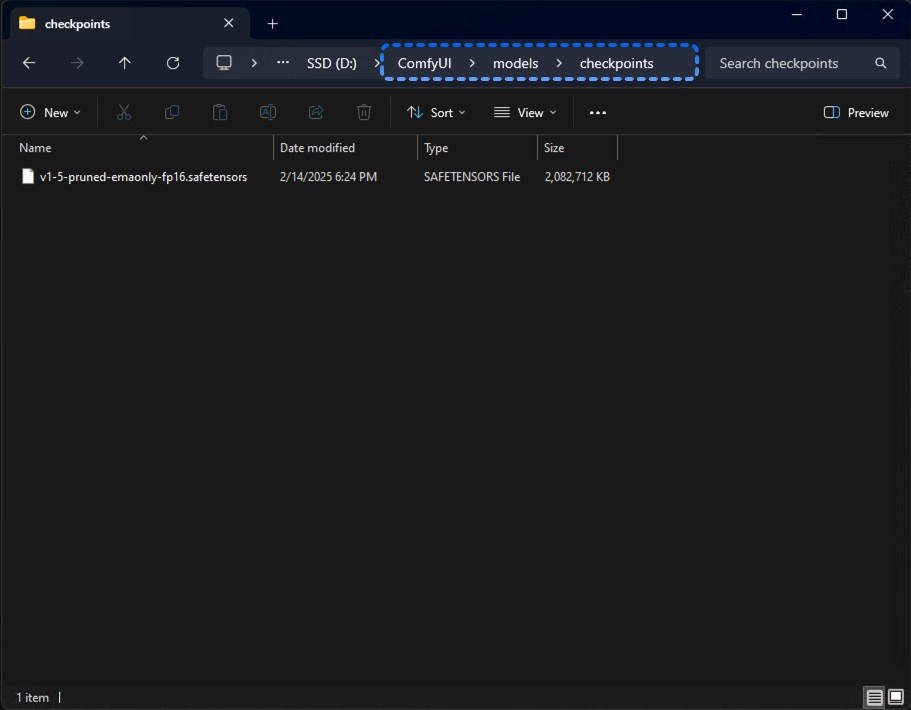 checkpoints
SSD (D:) ComfyUI models checkpoints Search checkpoints
New Sort View Preview
Name Date modified Type Size
v1-5-pruned-emaonly-fp16.safetensors 2/14/2025 6:24 PM SAFETENSORS File 2,082,712 KB
1 item